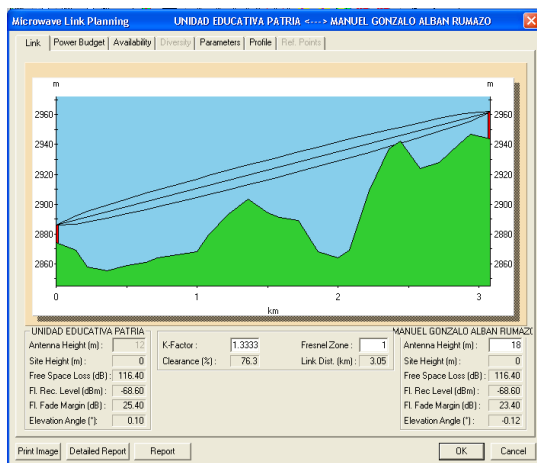 Microwave Link Planning UNIDAD EDUCATIVA PATRIA <---> MANUEL GONZALO ALBAN RUMAZO
Link Power Budget Availability Diversity Parameters Profile Ref. Points
m m
2960 2960
2940 2940
2920 2920
2900 2900
2880 2880
2860 2860
0 1 2 3
km
UNIDAD EDUCATIVA PATRIA
Antenna Height (m) : 12
Site Height (m) : 0
Free Space Loss (dB) : 116.40
Fl. Rec. Level (dBm) : -68.60
Fl. Fade Margin (dB) : 25.40
Elevation Angle (°): 0.10
K-Factor : 1.3333 Fresnel Zone : 1
Clearance (%) : 76.3 Link Dist. (km) : 3.05
MANUEL GONZALO ALBAN RUMAZO
Antenna Height (m) : 18
Site Height (m) : 0
Free Space Loss (dB) : 116.40
Fl. Rec. Level (dBm) : -68.60
Fl. Fade Margin (dB) : 23.40
Elevation Angle (°) : -0.12
Print Image Detailed Report Report OK Cancel